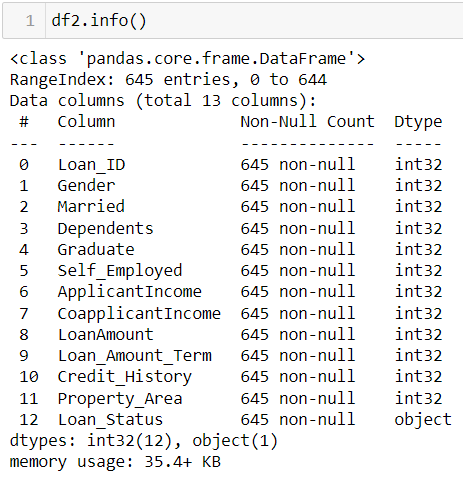 1 df2.info()
<class 'pandas.core.frame.DataFrame'>
RangeIndex: 645 entries, 0 to 644
Data columns (total 13 columns):
 #   Column             Non-Null Count  Dtype
---  ------             --------------  -----
 0   Loan_ID            645 non-null    int32
 1   Gender             645 non-null    int32
 2   Married            645 non-null    int32
 3   Dependents         645 non-null    int32
 4   Graduate           645 non-null    int32
 5   Self_Employed      645 non-null    int32
 6   ApplicantIncome    645 non-null    int32
 7   CoapplicantIncome  645 non-null    int32
 8   LoanAmount         645 non-null    int32
 9   Loan_Amount_Term   645 non-null    int32
 10  Credit_History     645 non-null    int32
 11  Property_Area      645 non-null    int32
 12  Loan_Status        645 non-null    object
dtypes: int32(12), object(1)
memory usage: 35.4+ KB